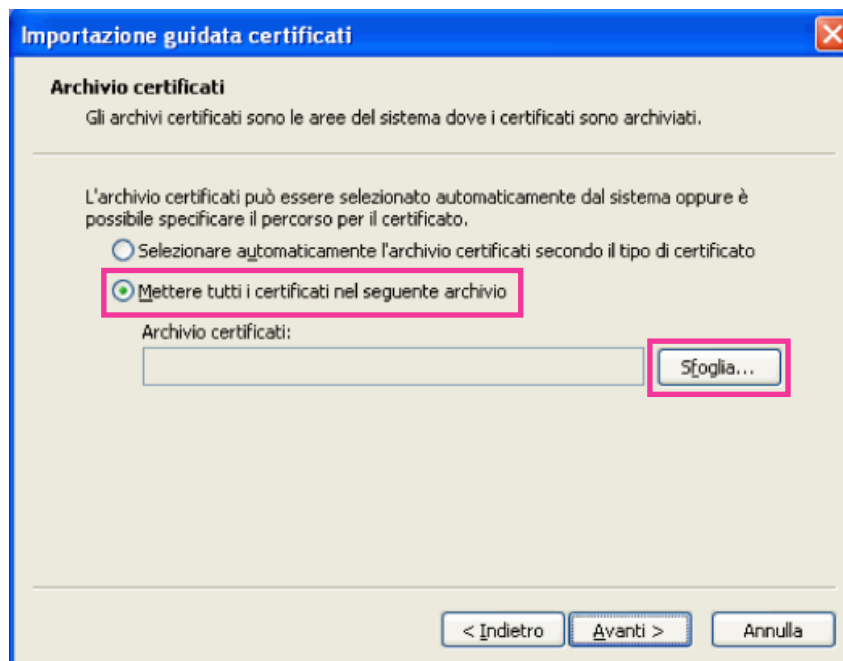 Importazione guidata certificati
Archivio certificati
Gli archivi certificati sono le aree del sistema dove i certificati sono archiviati.
L'archivio certificati può essere selezionato automaticamente dal sistema oppure è
possibile specificare il percorso per il certificato.
Selezionare automaticamente l'archivio certificati secondo il tipo di certificato
Mettere tutti i certificati nel seguente archivio
Archivio certificati:
Sfoglia...
< Indietro Avanti > Annulla